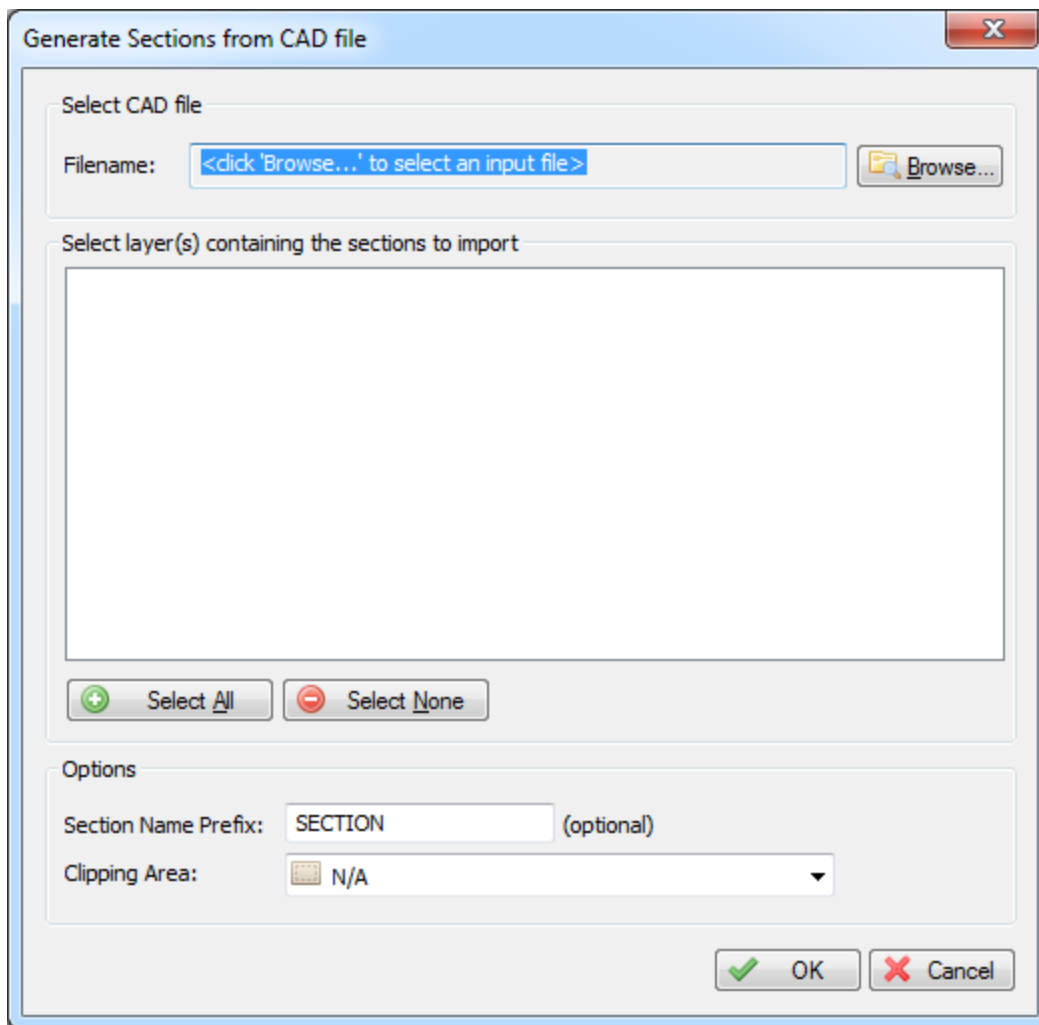 Generate Sections from CAD file
Select CAD file
Filename: <click 'Browse...' to select an input file> Browse...
Select layer(s) containing the sections to import
Select All Select None
Options
Section Name Prefix: SECTION (optional)
Clipping Area: N/A
OK Cancel